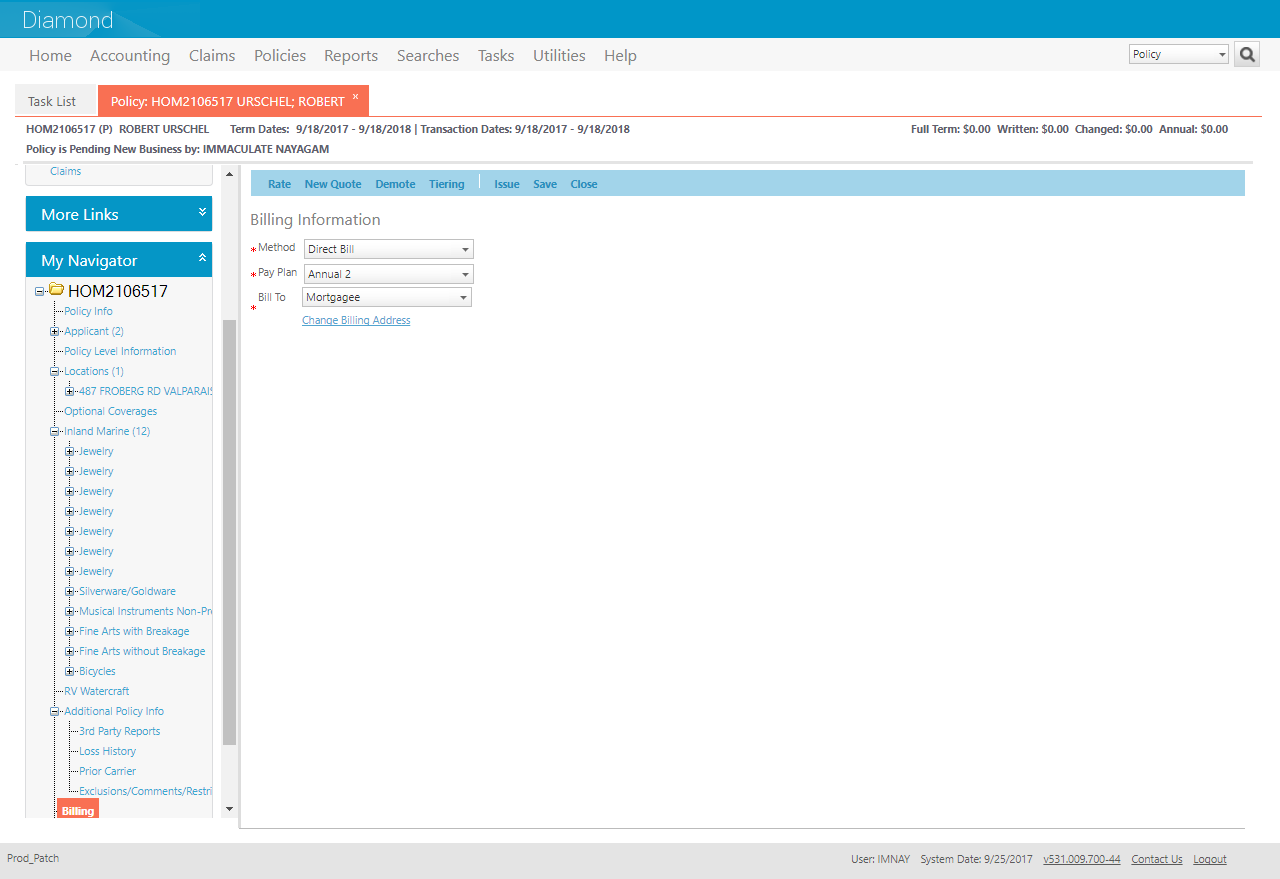 Diamond
Home Accounting Claims Policies Reports Searches Tasks Utilities Help Policy
Task List Policy: HOM2106517 URSCHEL; ROBERT ×
HOM2106517 (P) ROBERT URSCHEL Term Dates: 9/18/2017 - 9/18/2018 | Transaction Dates: 9/18/2017 - 9/18/2018 Full Term: $0.00 Written: $0.00 Changed: $0.00 Annual: $0.00
Policy is Pending New Business by: IMMACULATE NAYAGAM
Claims
More Links
My Navigator
HOM2106517
Policy Info
Applicant (2)
Policy Level Information
Locations (1)
487 FROBERG RD VALPARAIS
Optional Coverages
Inland Marine (12)
Jewelry
Jewelry
Jewelry
Jewelry
Jewelry
Jewelry
Jewelry
Silverware/Goldware
Musical Instruments Non-Pr
Fine Arts with Breakage
Fine Arts without Breakage
Bicycles
RV Watercraft
Additional Policy Info
3rd Party Reports
Loss History
Prior Carrier
Exclusions/Comments/Restri
Billing
Rate New Quote Demote Tiering Issue Save Close
Billing Information
* Method Direct Bill
* Pay Plan Annual 2
* Bill To Mortgagee
Change Billing Address
Prod_Patch User: IMNAY System Date: 9/25/2017 v531.009.700-44 Contact Us Logout